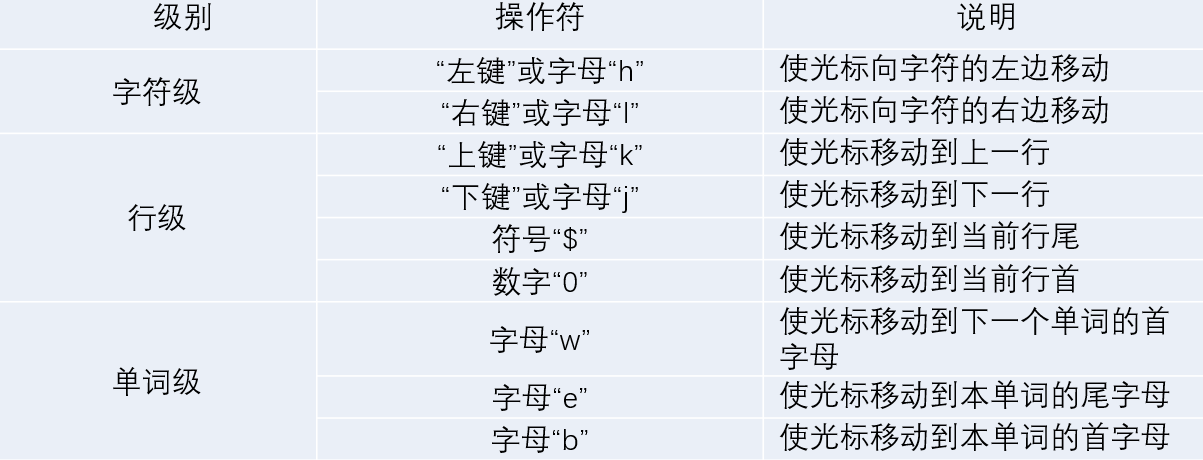 级别 操作符 说明
字符级
“左键”或字母“h” 使光标向字符的左边移动
“右键”或字母“l” 使光标向字符的右边移动
行级
“上键”或字母“k” 使光标移动到上一行
“下键”或字母“j” 使光标移动到下一行
符号“$” 使光标移动到当前行尾
数字“0” 使光标移动到当前行首
单词级
字母“w” 使光标移动到下一个单词的首
字母
字母“e” 使光标移动到本单词的尾字母
字母“b” 使光标移动到本单词的首字母